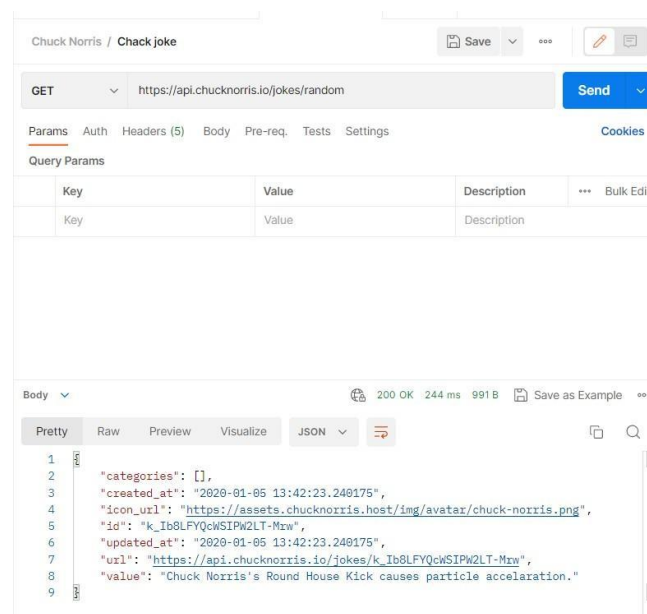 Chuck Norris / Chack joke Save
GET https://api.chucknorris.io/jokes/random Send
Params Auth Headers (5) Body Pre-req. Tests Settings Cookies
Query Params
Key Value Description Bulk Edi
Key Value Description
Body 200 OK 244 ms 991 B Save as Example
Pretty Raw Preview Visualize JSON
1 {
2 "categories": [],
3 "created_at": "2020-01-05 13:42:23.240175",
4 "icon_url": "https://assets.chucknorris.host/img/avatar/chuck-norris.png",
5 "id": "k_Ib8LFYQcWSIPW2LT-Mrw",
6 "updated_at": "2020-01-05 13:42:23.240175",
7 "url": "https://api.chucknorris.io/jokes/k_Ib8LFYQcWSIPW2LT-Mrw",
8 "value": "Chuck Norris's Round House Kick causes particle accelaration."
9 }